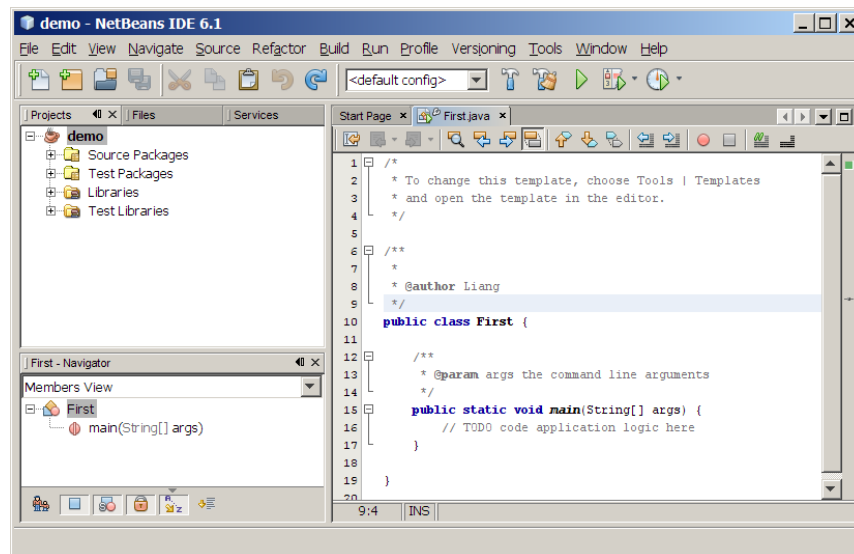 demo - NetBeans IDE 6.1
File Edit View Navigate Source Refactor Build Run Profile Versioning Tools Window Help
<default config>
Projects Files Services
demo
Source Packages
Test Packages
Libraries
Test Libraries
First - Navigator
Members View
First
main(String[] args)
Start Page First.java
1 /*
2 * To change this template, choose Tools | Templates
3 * and open the template in the editor.
4 */
5
6 /**
7 *
8 * @author Liang
9 */
10 public class First {
11
12 /**
13 * @param args the command line arguments
14 */
15 public static void main(String[] args) {
16 // TODO code application logic here
17 }
18
19 }
20
9:4 INS